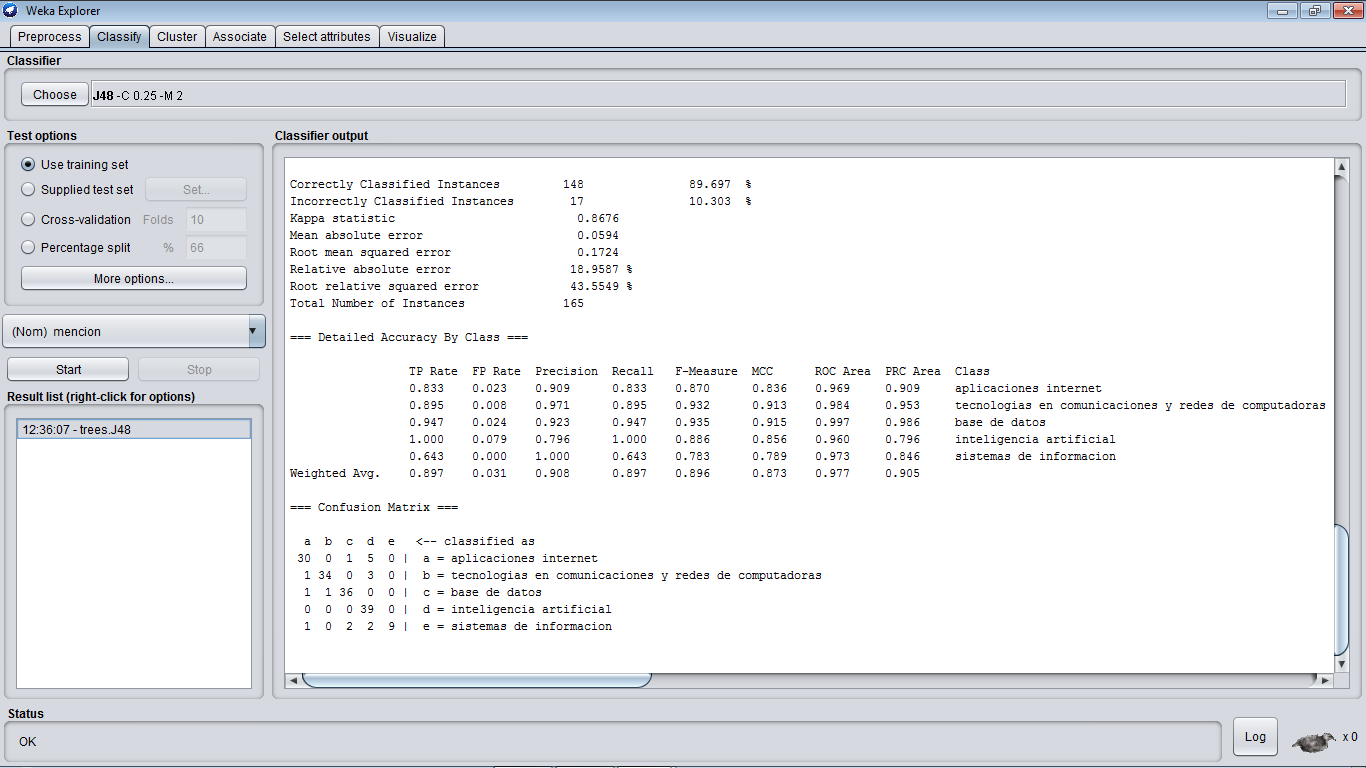 Weka Explorer
Preprocess Classify Cluster Associate Select attributes Visualize
Classifier
Choose J48 -C 0.25 -M 2
Test options
Use training set
Supplied test set Set...
Cross-validation Folds 10
Percentage split % 66
More options...
(Nom) mencion
Start Stop
Result list (right-click for options)
12:36:07 - trees.J48
Classifier output
Correctly Classified Instances 148 89.697 %
Incorrectly Classified Instances 17 10.303 %
Kappa statistic 0.8676
Mean absolute error 0.0594
Root mean squared error 0.1724
Relative absolute error 18.9587 %
Root relative squared error 43.5549 %
Total Number of Instances 165
=== Detailed Accuracy By Class ===
TP Rate FP Rate Precision Recall F-Measure MCC ROC Area PRC Area Class
0.833 0.023 0.909 0.833 0.870 0.836 0.969 0.909 aplicaciones internet
0.895 0.008 0.971 0.895 0.932 0.913 0.984 0.953 tecnologias en comunicaciones y redes de computadoras
0.947 0.024 0.923 0.947 0.935 0.915 0.997 0.986 base de datos
1.000 0.079 0.796 1.000 0.886 0.856 0.960 0.796 inteligencia artificial
0.643 0.000 1.000 0.643 0.783 0.789 0.973 0.846 sistemas de informacion
Weighted Avg. 0.897 0.031 0.908 0.897 0.896 0.873 0.977 0.905
=== Confusion Matrix ===
a b c d e <-- classified as
30 0 1 5 0 | a = aplicaciones internet
1 34 0 3 0 | b = tecnologias en comunicaciones y redes de computadoras
1 1 36 0 0 | c = base de datos
0 0 0 39 0 | d = inteligencia artificial
1 0 2 2 9 | e = sistemas de informacion
Status
OK
Log x 0